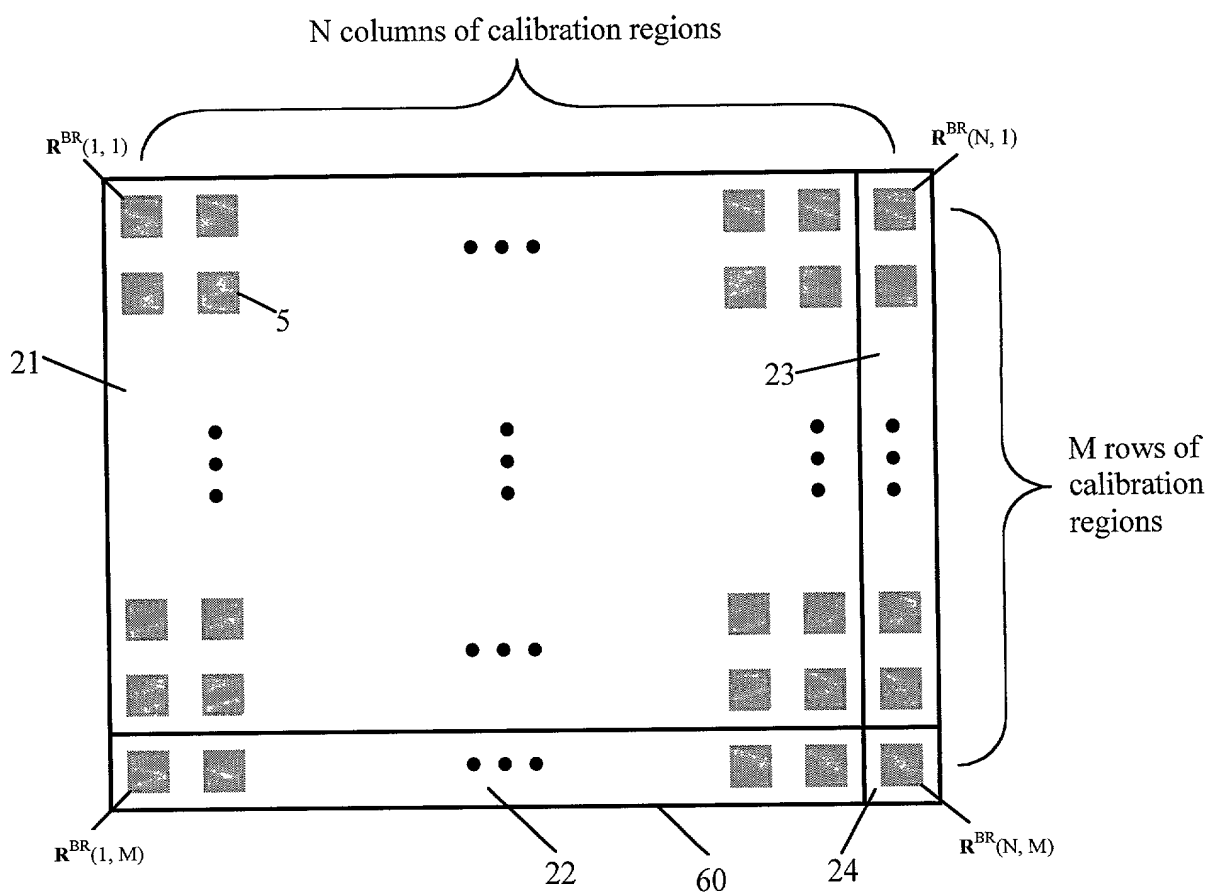 N columns of calibration regions
R^BR(1, 1)
R^BR(N, 1)
5
21
23
M rows of
calibration
regions
R^BR(1, M)
22
60
24
R^BR(N, M)